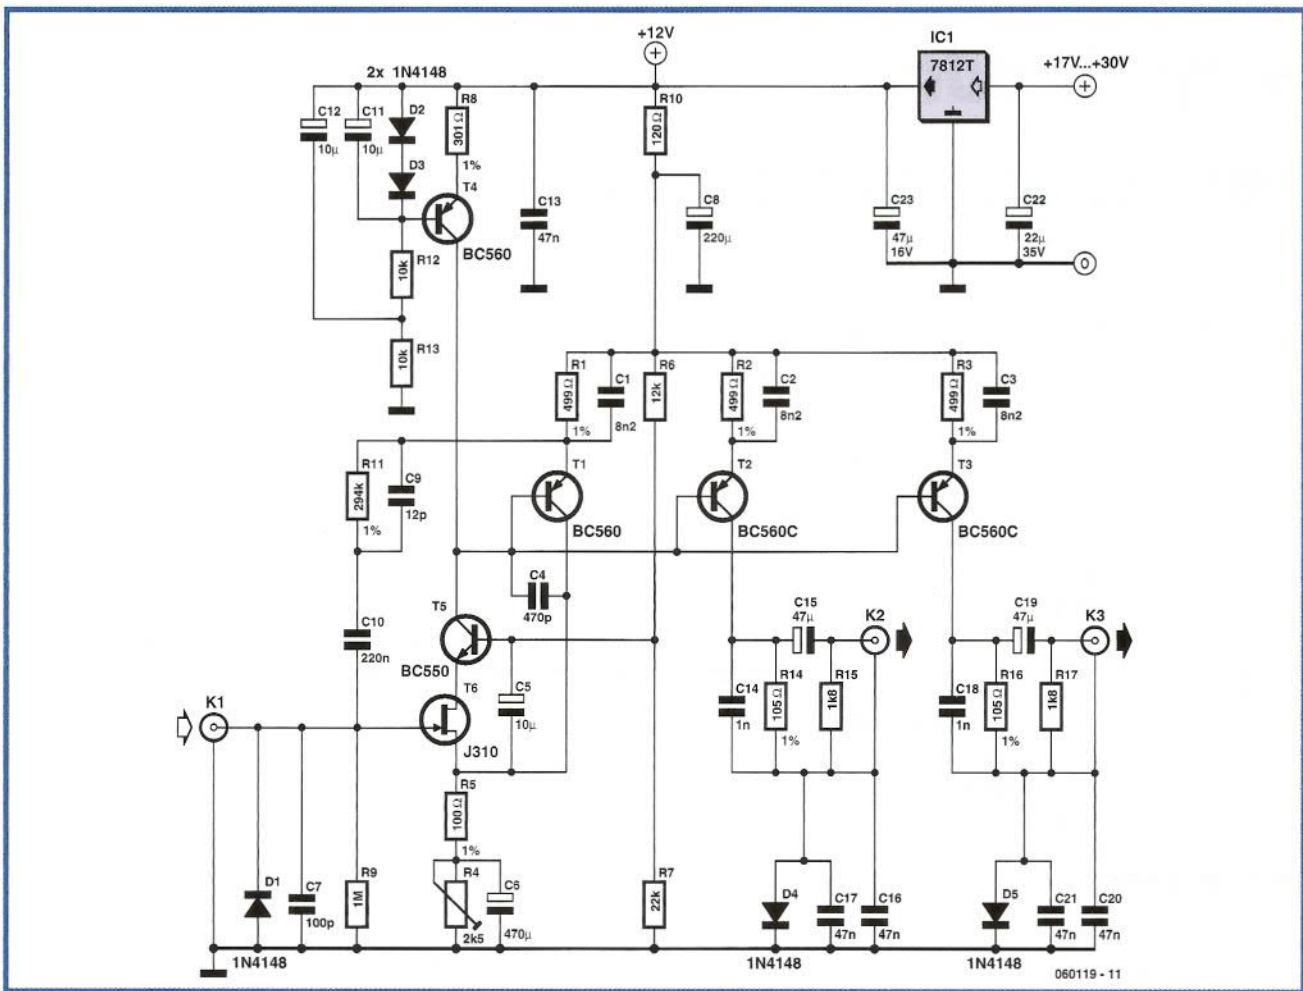 +12V
IC1
7812T
+17V...+30V
2x 1N4148
C12
10µ
C11
10µ
D2
D3
R8
301Ω
1%
T4
BC560
C13
47n
R10
120Ω
C8
220µ
C23
47µ
16V
C22
22µ
35V
R12
10k
R13
10k
R1
499Ω
1%
C1
8n2
R6
12k
R2
499Ω
1%
C2
8n2
R3
499Ω
1%
C3
8n2
R11
294k
1%
C9
12p
T1
BC560
T2
BC560C
T3
BC560C
C4
470p
C10
220n
T5
BC550
C15
47µ
K2
C19
47µ
K3
K1
T6
J310
C5
10µ
C14
1n
R14
105Ω
1%
R15
1k8
C18
1n
R16
105Ω
1%
R17
1k8
R5
100Ω
1%
D1
C7
100p
R9
1M
R4
2k5
C6
470µ
R7
22k
D4
C17
47n
C16
47n
D5
C21
47n
C20
47n
1N4148
1N4148
1N4148
060119 - 11